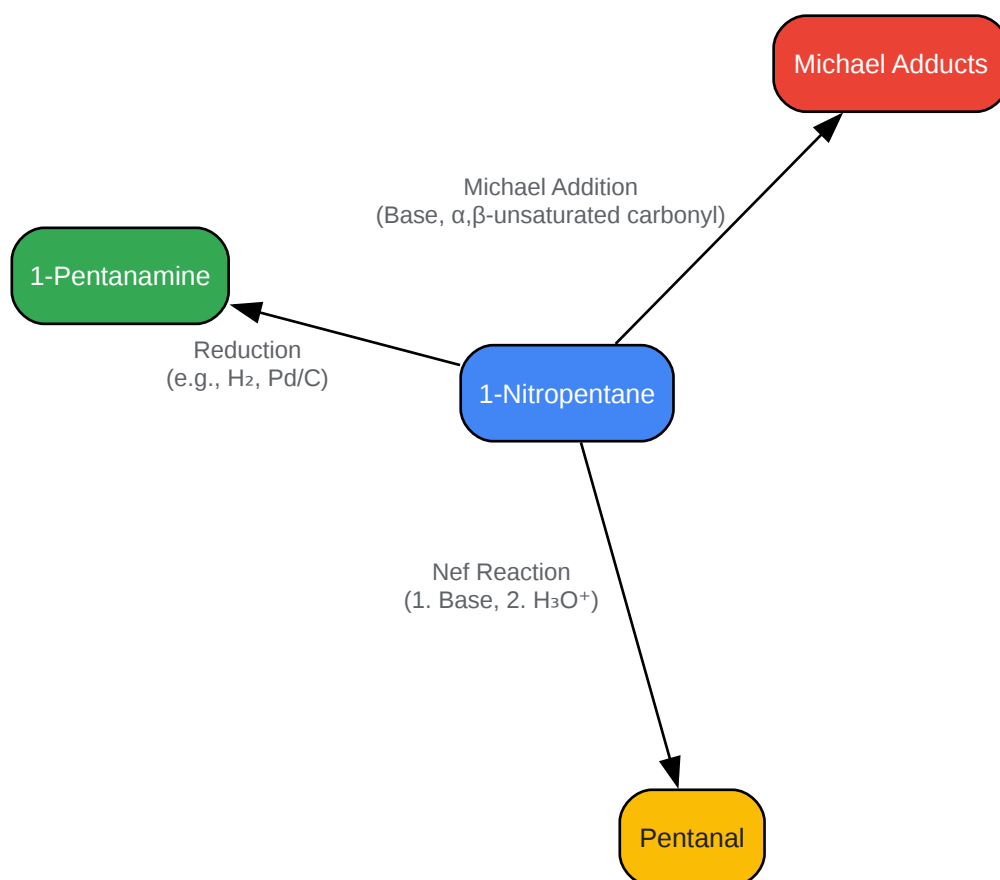 Michael Adducts
Michael Addition
(Base, α,β-unsaturated carbonyl)
1-Pentanamine
Reduction
(e.g., H₂, Pd/C)
1-Nitropentane
Nef Reaction
(1. Base, 2. H₃O⁺)
Pentanal